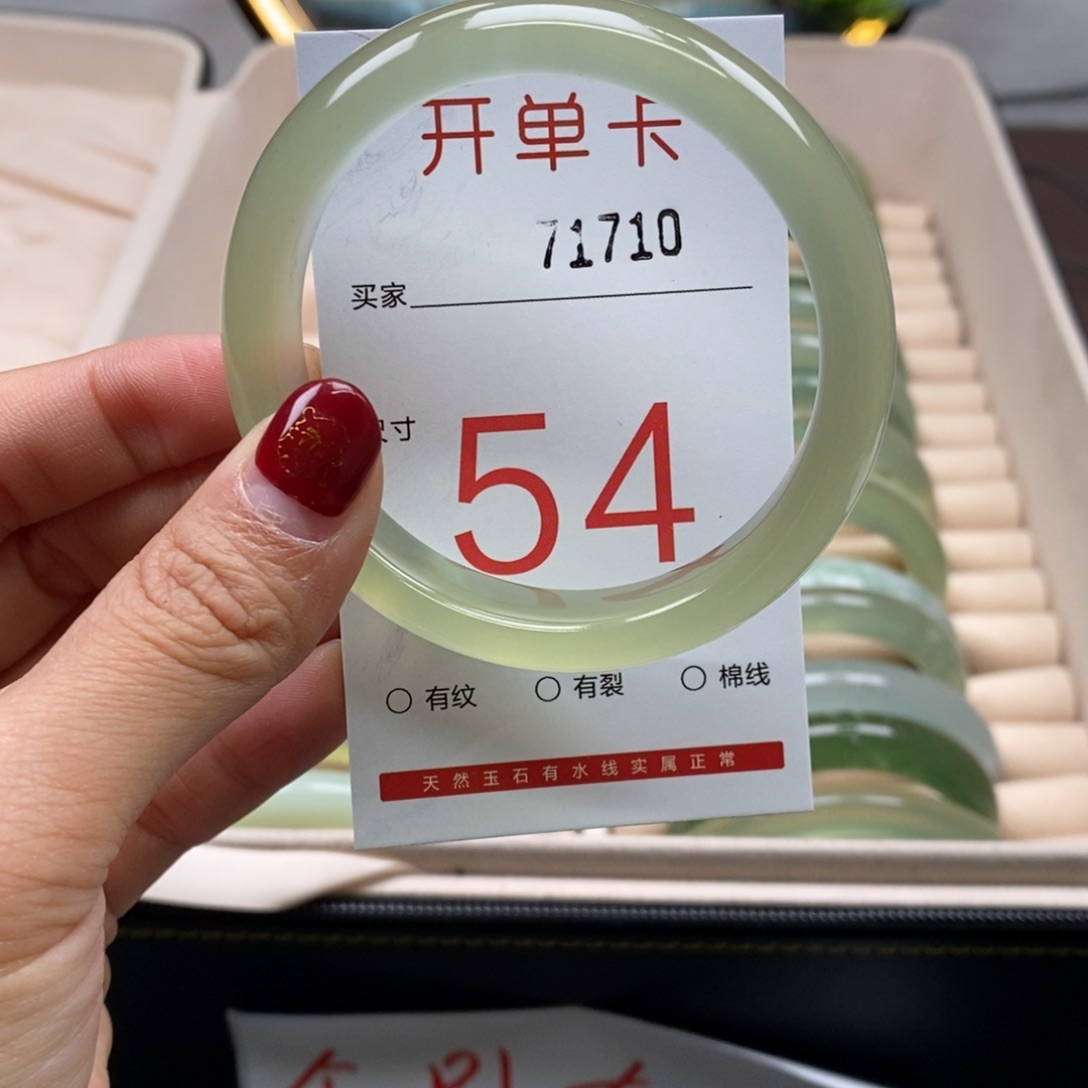 开单卡
71710
买家
寸
54
有纹 有裂 棉线
天然玉石有水线实属正常